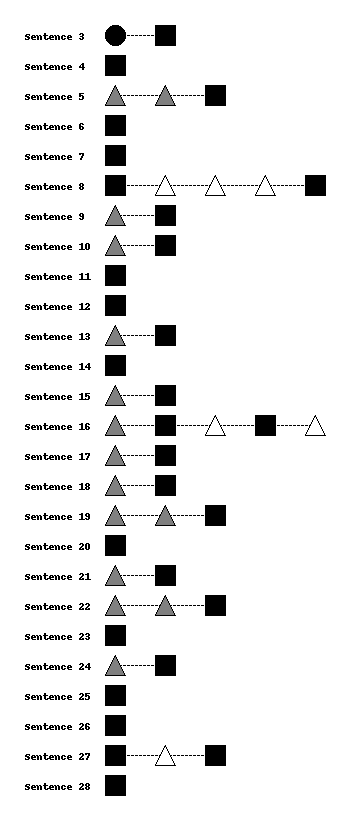 Sentence 3
Sentence 4
Sentence 5
Sentence 6
Sentence 7
Sentence 8
Sentence 9
Sentence 10
Sentence 11
Sentence 12
Sentence 13
Sentence 14
Sentence 15
Sentence 16
Sentence 17
Sentence 18
Sentence 19
Sentence 20
Sentence 21
Sentence 22
Sentence 23
Sentence 24
Sentence 25
Sentence 26
Sentence 27
Sentence 28